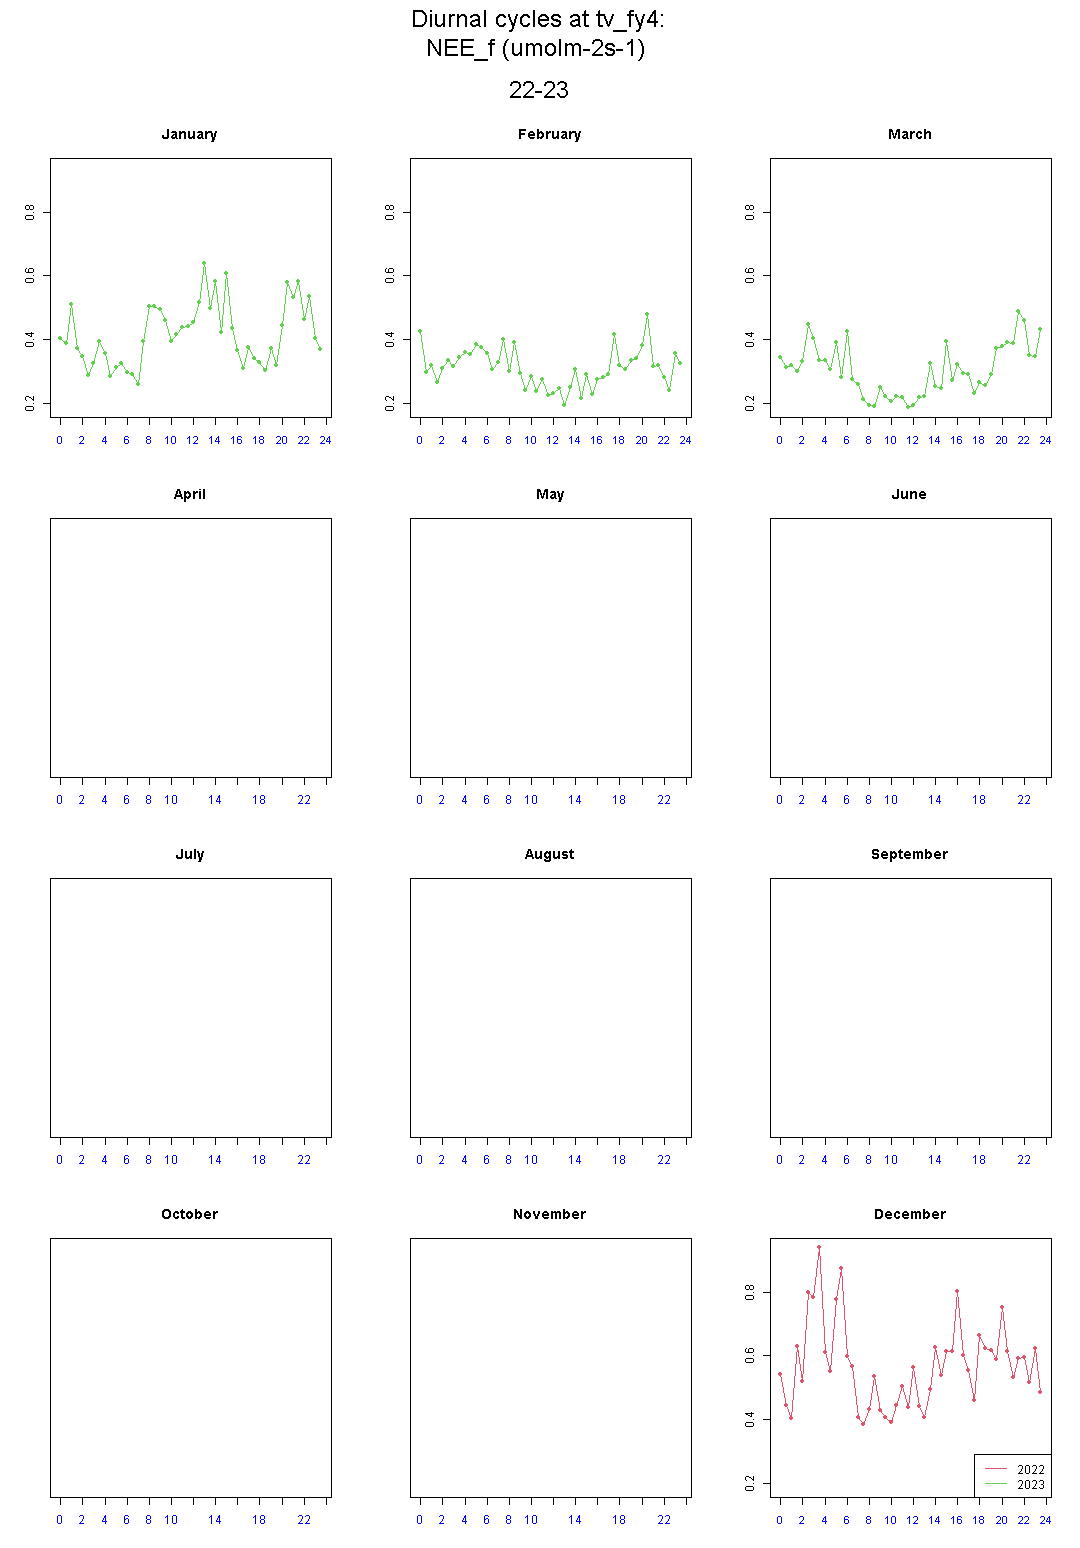 Diurnal cycles at tv_fy4:
NEE_f (umolm-2s-1)
22-23
January February March
0.8 0.8 0.8
0.6 0.6 0.6
0.4 0.4 0.4
0.2 0.2 0.2
0 2 4 6 8 10 12 14 16 18 20 22 24 0 2 4 6 8 10 12 14 16 18 20 22 24 0 2 4 6 8 10 12 14 16 18 20 22 24
April May June
0 2 4 6 8 10 14 18 22 0 2 4 6 8 10 14 18 22 0 2 4 6 8 10 14 18 22
July August September
0 2 4 6 8 10 14 18 22 0 2 4 6 8 10 14 18 22 0 2 4 6 8 10 14 18 22
October November December
0.8
0.6
0.4
0.2
2022
2023
0 2 4 6 8 10 14 18 22 0 2 4 6 8 10 14 18 22 0 2 4 6 8 10 12 14 16 18 20 22 24